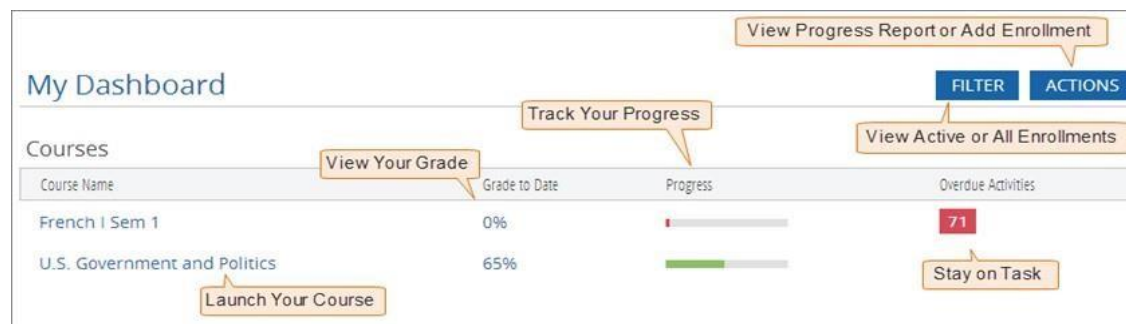 View Progress Report or Add Enrollment
My Dashboard
FILTER
ACTIONS
Track Your Progress
View Active or All Enrollments
Courses
View Your Grade
Course Name
Grade to Date
Progress
Overdue Activities
French I Sem 1
0%
71
U.S. Government and Politics
65%
Stay on Task
Launch Your Course